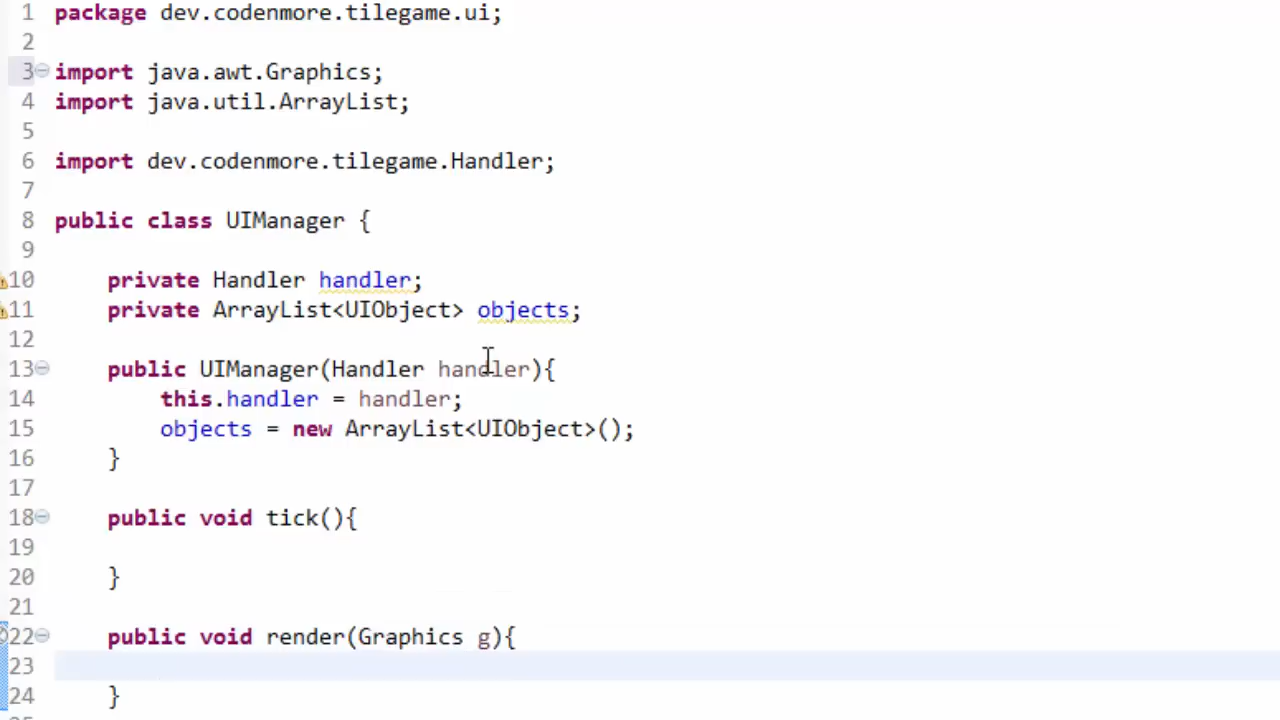 1 package dev.codenmore.tilegame.ui;
2
3 import java.awt.Graphics;
4 import java.util.ArrayList;
5
6 import dev.codenmore.tilegame.Handler;
7
8 public class UIManager {
9
10 private Handler handler;
11 private ArrayList<UIObject> objects;
12
13 public UIManager(Handler handler){
14 this.handler = handler;
15 objects = new ArrayList<UIObject>();
16 }
17
18 public void tick(){
19
20 }
21
22 public void render(Graphics g){
23
24 }